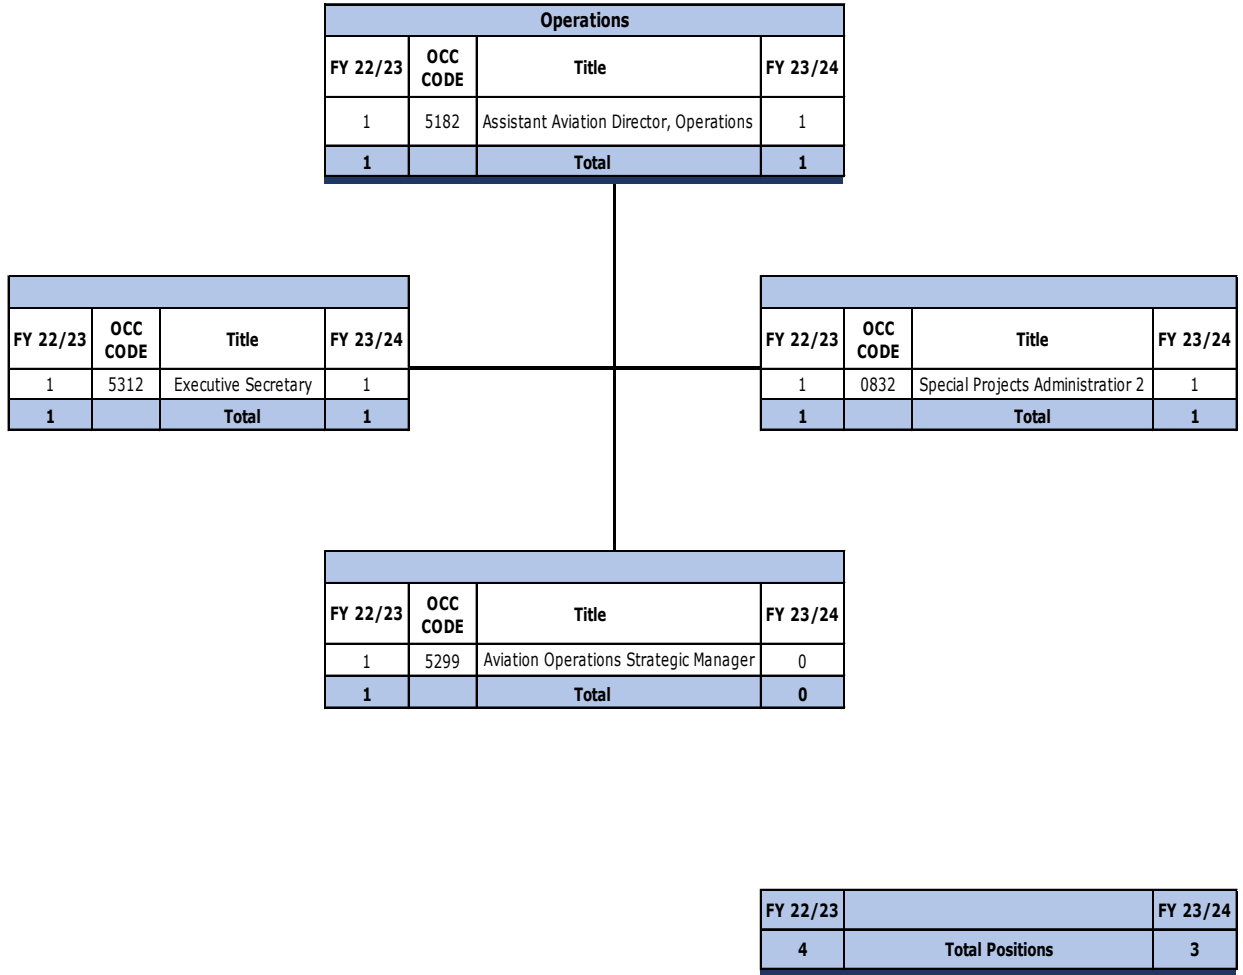 Operations
FY 22/23 OCC CODE Title FY 23/24
1 5182 Assistant Aviation Director, Operations 1
1 Total 1
FY 22/23 OCC CODE Title FY 23/24
1 5312 Executive Secretary 1
1 Total 1
FY 22/23 OCC CODE Title FY 23/24
1 0832 Special Projects Administratior 2 1
1 Total 1
FY 22/23 OCC CODE Title FY 23/24
1 5299 Aviation Operations Strategic Manager 0
1 Total 0
FY 22/23 FY 23/24
4 Total Positions 3